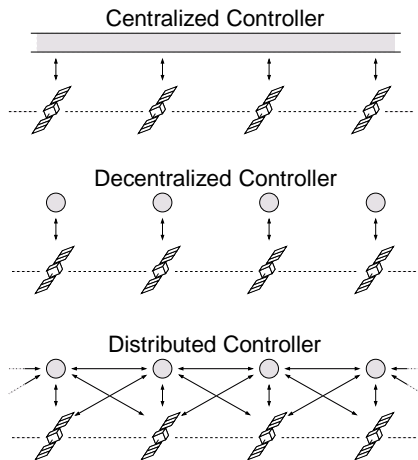 Centralized Controller
Decentralized Controller
Distributed Controller